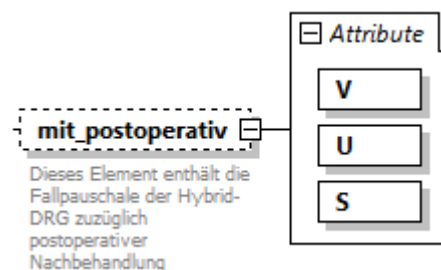 Attribute
V
mit_postoperativ
U
S
Dieses Element enthält die
Fallpauschale der Hybrid-
DRG zuzüglich
postoperativer
Nachbehandlung